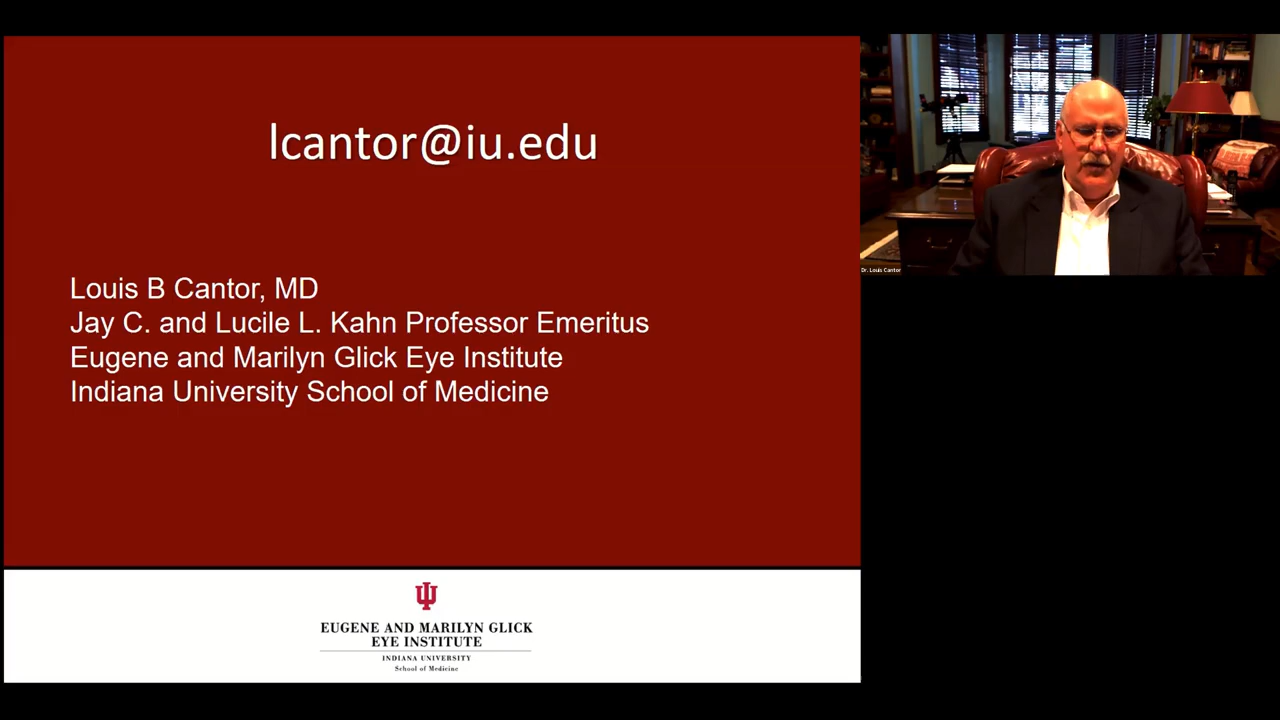 lcantor@iu.edu
Louis B Cantor, MD
Jay C. and Lucile L. Kahn Professor Emeritus
Eugene and Marilyn Glick Eye Institute
Indiana University School of Medicine
EUGENE AND MARILYN GLICK
EYE INSTITUTE
INDIANA UNIVERSITY
School of Medicine
Dr. Louis Cantor